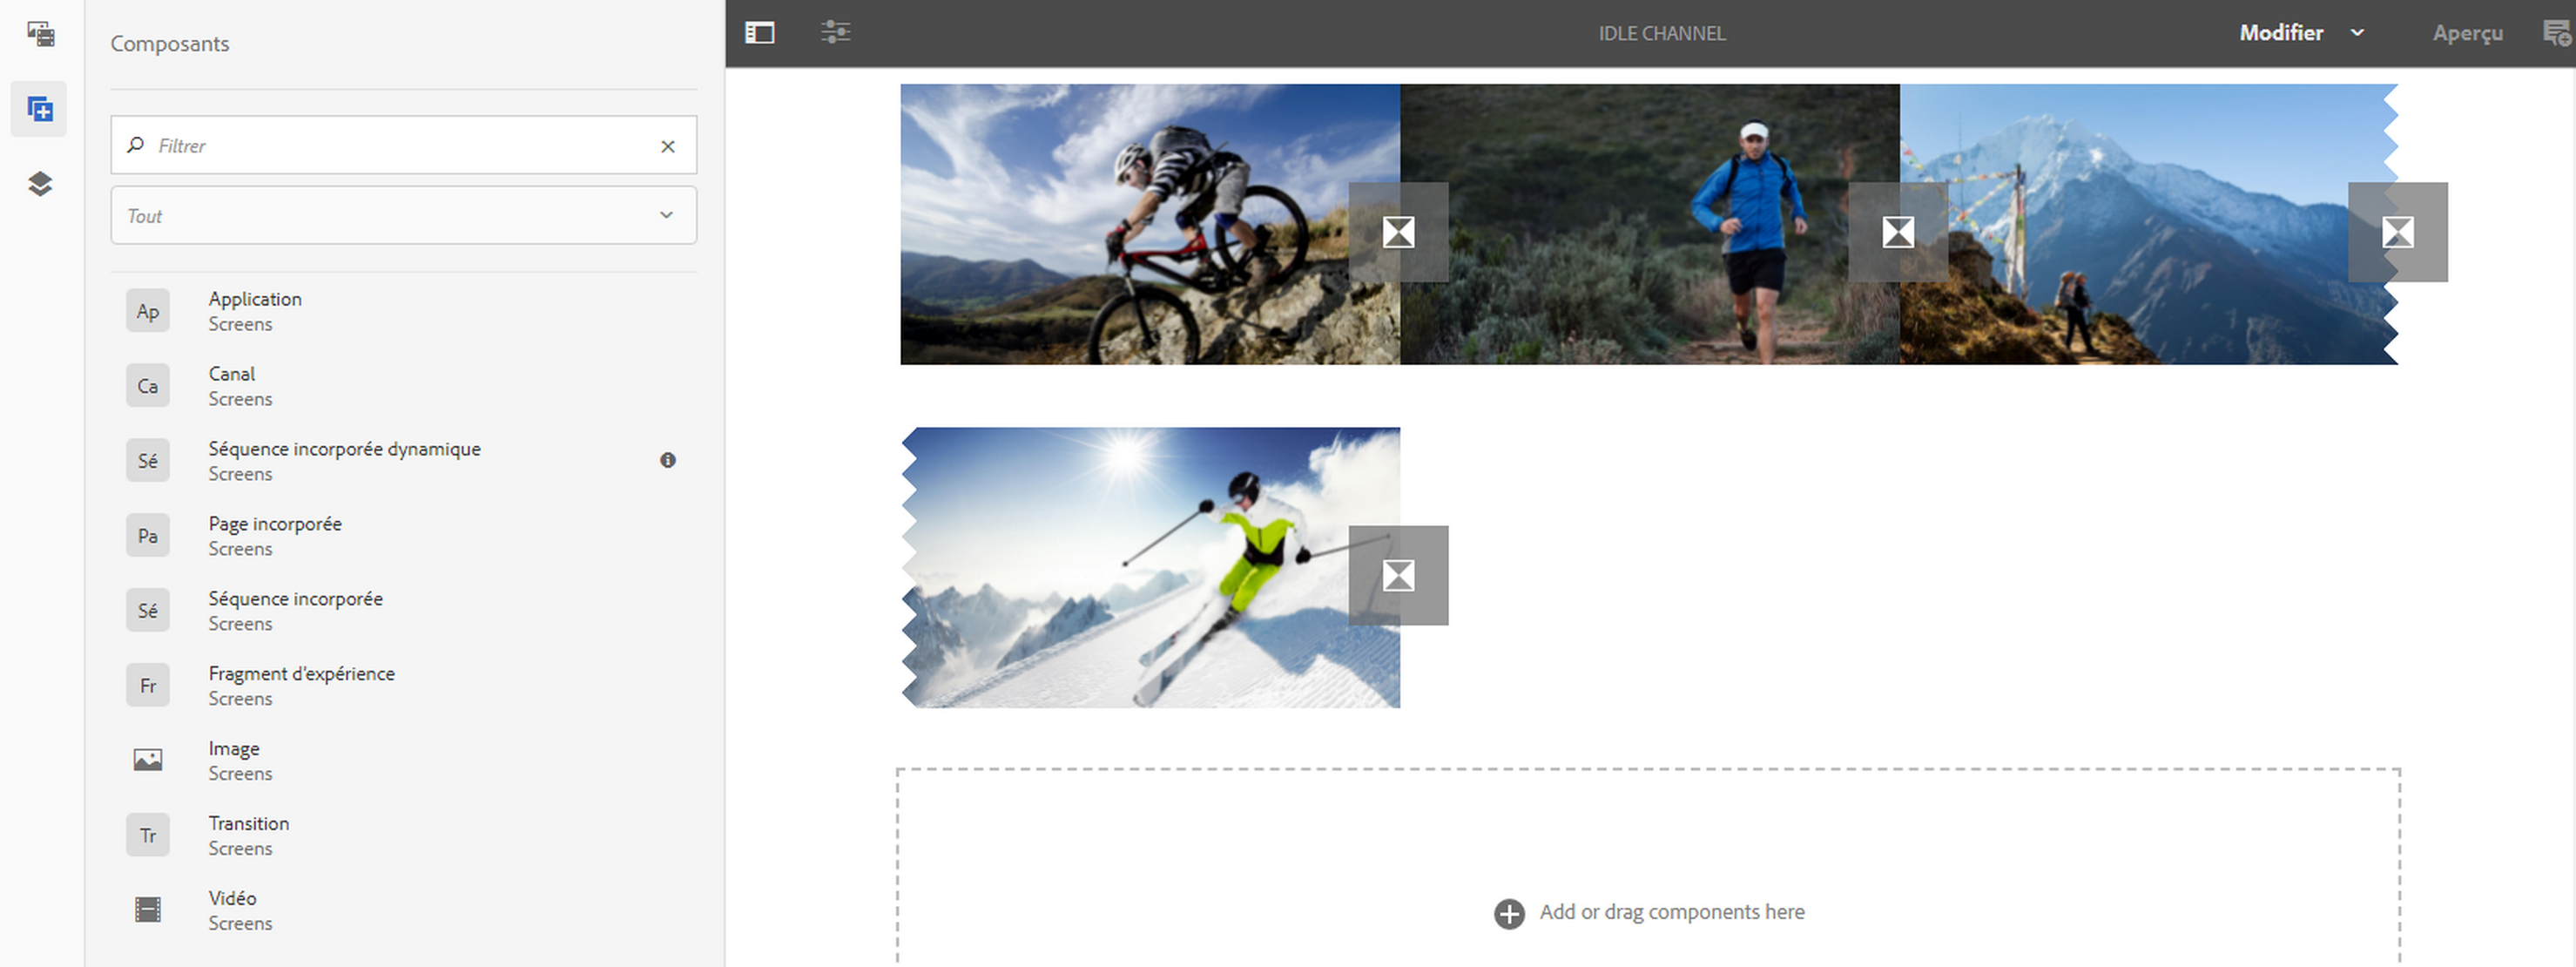 Composants
Filtrer
Tout
Ap
Application
Screens
Ca
Canal
Screens
Sé
Séquence incorporée dynamique
Screens
Pa
Page incorporée
Screens
Sé
Séquence incorporée
Screens
Fr
Fragment d'expérience
Screens
Image
Screens
Tr
Transition
Screens
Vidéo
Screens
IDLE CHANNEL
Modifier
Aperçu
Add or drag components here